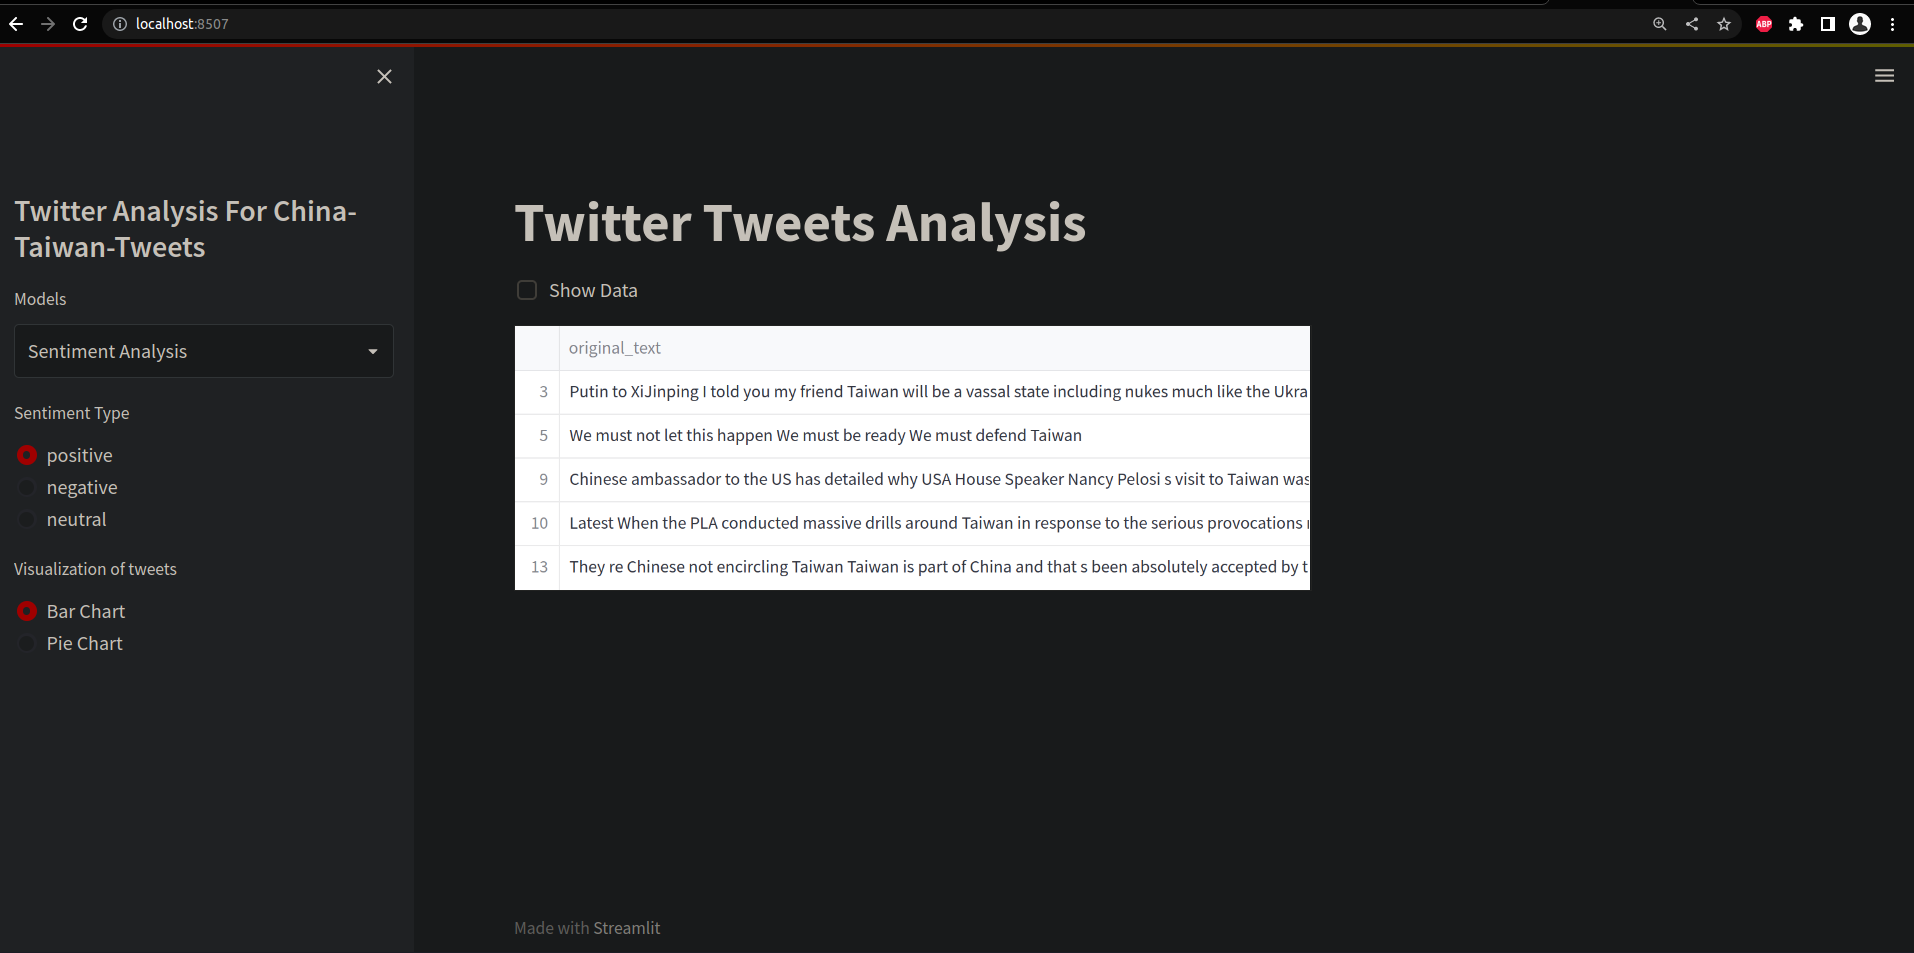 localhost:8507
ABP
Twitter Analysis For China-
Taiwan-Tweets
Models
Sentiment Analysis
Sentiment Type
positive
negative
neutral
Visualization of tweets
Bar Chart
Pie Chart
Twitter Tweets Analysis
Show Data
original_text
3 Putin to XiJinping I told you my friend Taiwan will be a vassal state including nukes much like the Ukra
5 We must not let this happen We must be ready We must defend Taiwan
9 Chinese ambassador to the US has detailed why USA House Speaker Nancy Pelosi s visit to Taiwan was
10 Latest When the PLA conducted massive drills around Taiwan in response to the serious provocations
13 They re Chinese not encircling Taiwan Taiwan is part of China and that s been absolutely accepted by t
Made with Streamlit